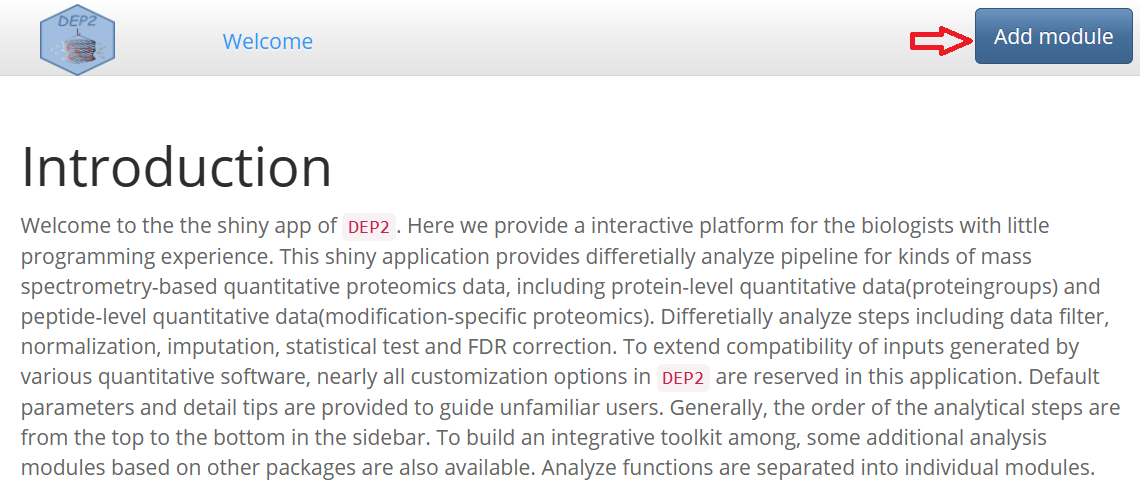 DEP2
Welcome
Add module
Introduction
Welcome to the the shiny app of DEP2. Here we provide a interactive platform for the biologists with little
programming experience. This shiny application provides differetially analyze pipeline for kinds of mass
spectrometry-based quantitative proteomics data, including protein-level quantitative data(proteingroups) and
peptide-level quantitative data(modification-specific proteomics). Differetially analyze steps including data filter,
normalization, imputation, statistical test and FDR correction. To extend compatibility of inputs generated by
various quantitative software, nearly all customization options in DEP2 are reserved in this application. Default
parameters and detail tips are provided to guide unfamiliar users. Generally, the order of the analytical steps are
from the top to the bottom in the sidebar. To build an integrative toolkit among, some additional analysis
modules based on other packages are also available. Analyze functions are separated into individual modules.